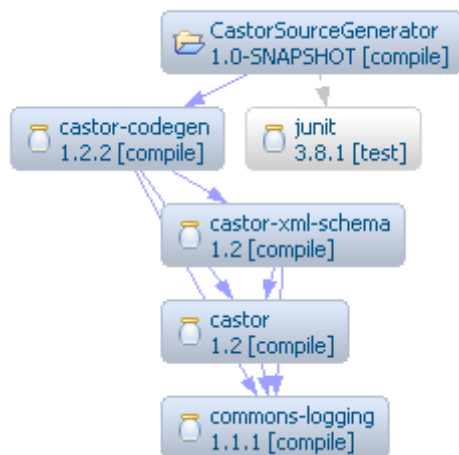 CastorSourceGenerator
1.0-SNAPSHOT [compile]
castor-codegen
1.2.2 [compile]
junit
3.8.1 [test]
castor-xml-schema
1.2 [compile]
castor
1.2 [compile]
commons-logging
1.1.1 [compile]